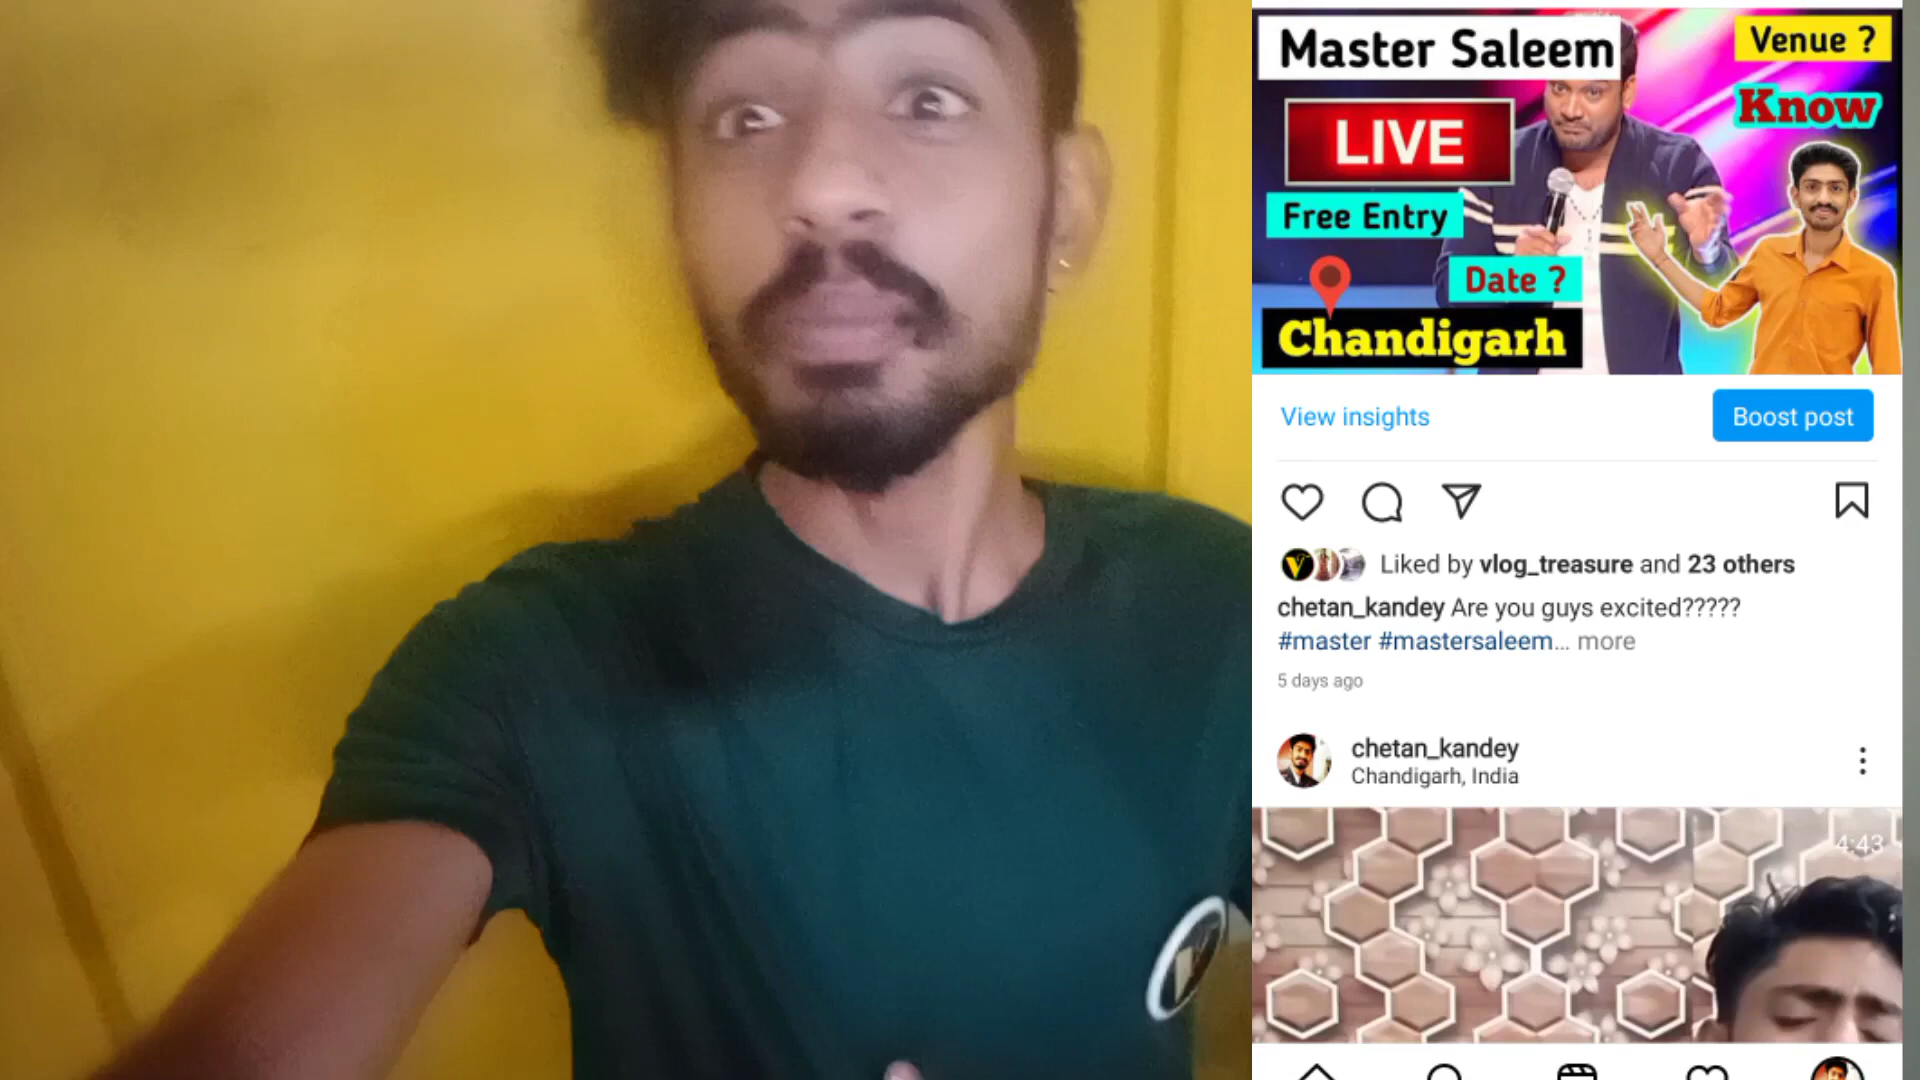 Master Saleem
Venue ?
Know
LIVE
Free Entry
Date ?
Chandigarh
View insights
Boost post
Liked by vlog_treasure and 23 others
chetan_kandey Are you guys excited?????
#master #mastersaleem... more
5 days ago
chetan_kandey
Chandigarh, India
4:43